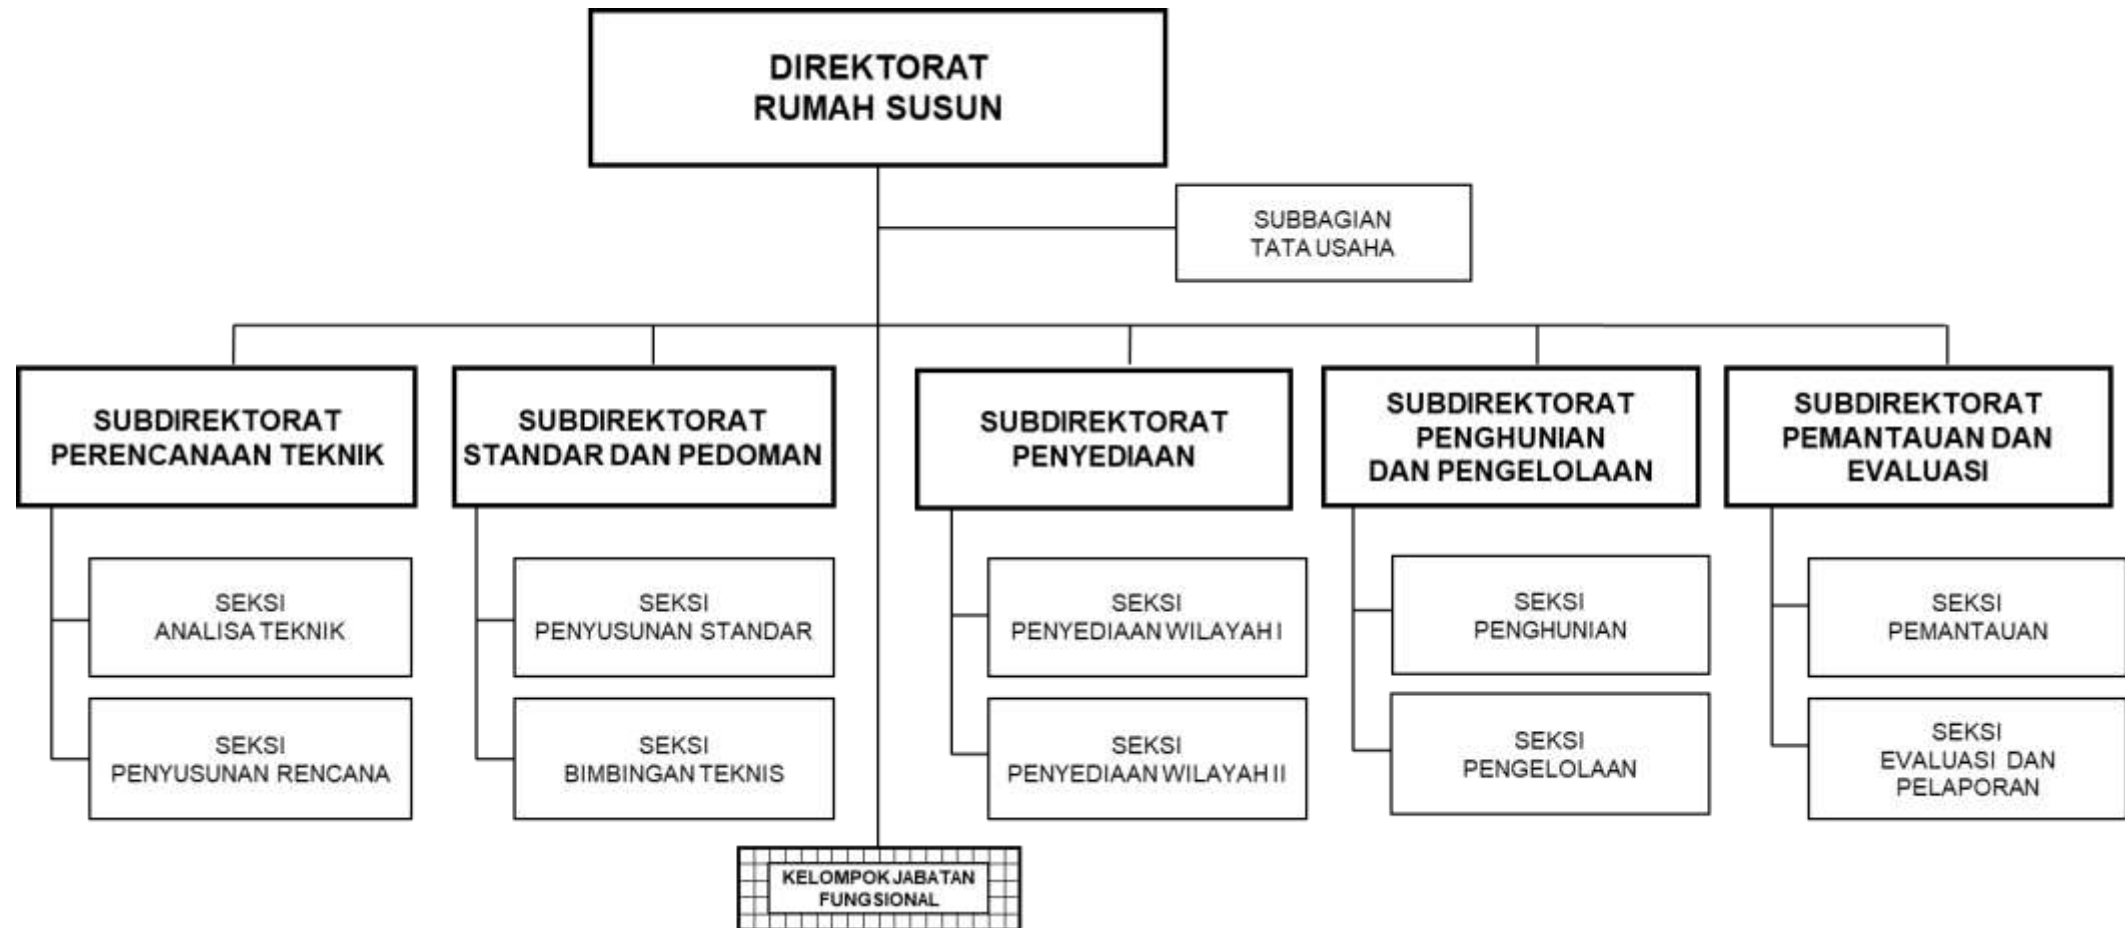 DIREKTORAT
RUMAH SUSUN
SUBBAGIAN
TATA USAHA
SUBDIREKTORAT
PERENCANAAN TEKNIK
SUBDIREKTORAT
STANDAR DAN PEDOMAN
SUBDIREKTORAT
PENYEDIAAN
SUBDIREKTORAT
PENGHUNIAN
DAN PENGELOLAAN
SUBDIREKTORAT
PEMANTAUAN DAN
EVALUASI
SEKSI
ANALISA TEKNIK
SEKSI
PENYUSUNAN STANDAR
SEKSI
PENYEDIAAN WILAYAH I
SEKSI
PENGHUNIAN
SEKSI
PEMANTAUAN
SEKSI
PENYUSUNAN RENCANA
SEKSI
BIMBINGAN TEKNIS
SEKSI
PENYEDIAAN WILAYAH II
SEKSI
PENGELOLAAN
SEKSI
EVALUASI DAN
PELAPORAN
KELOMPOK JABATAN
FUNGSIONAL